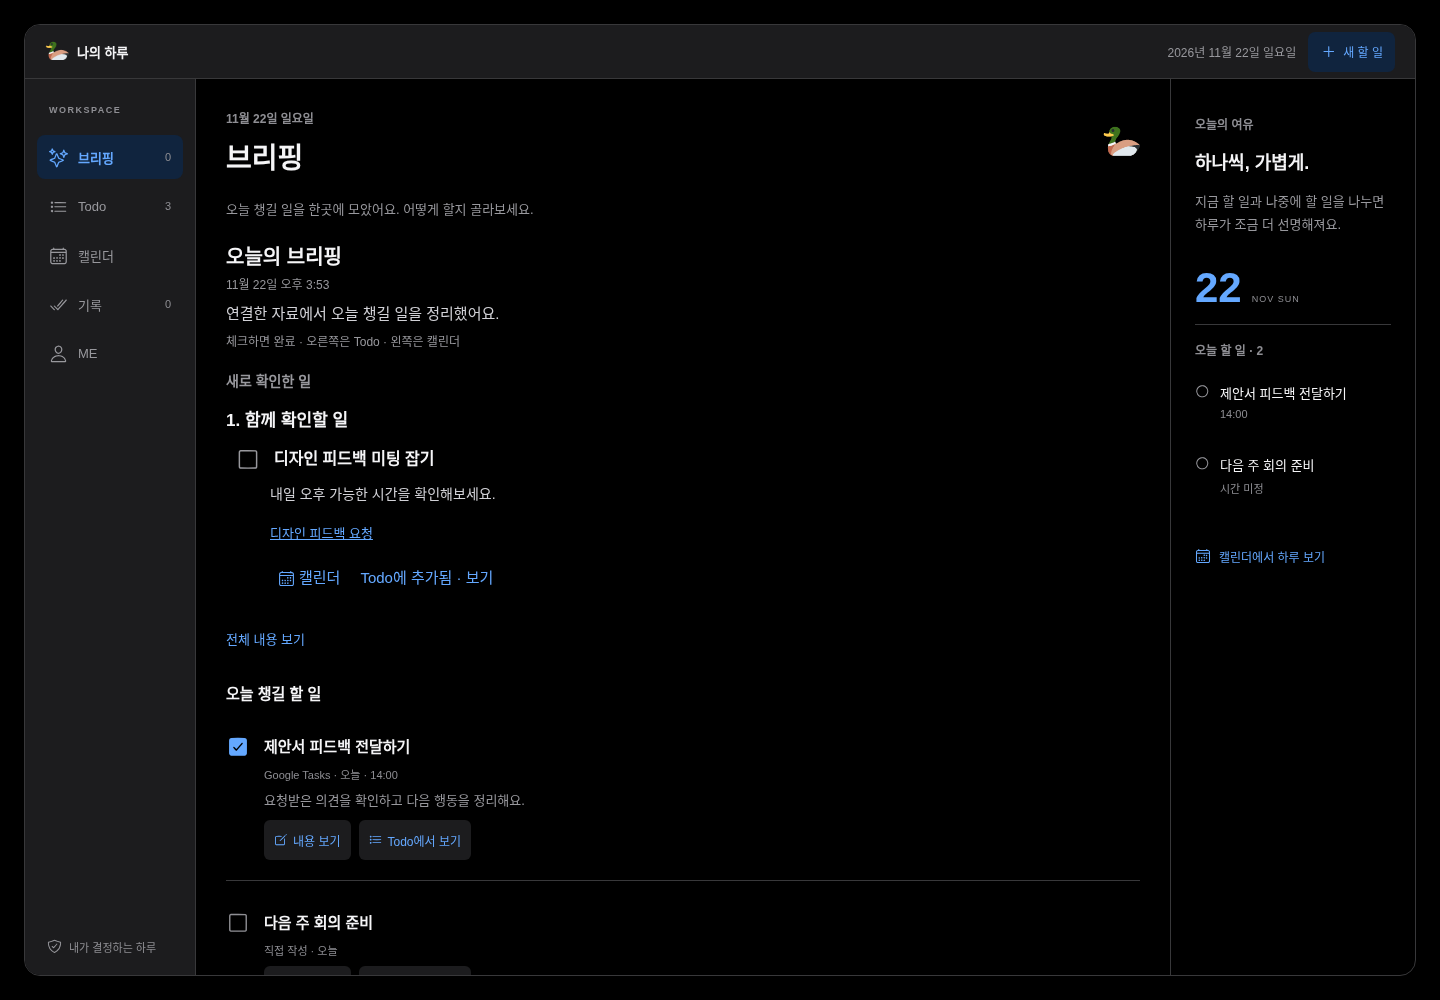 나의 하루
2026년 11월 22일 일요일
새 할 일
WORKSPACE
브리핑 0
Todo 3
캘린더
기록 0
ME
내가 결정하는 하루
11월 22일 일요일
브리핑
오늘 챙길 일을 한곳에 모았어요. 어떻게 할지 골라보세요.
오늘의 브리핑
11월 22일 오후 3:53
연결한 자료에서 오늘 챙길 일을 정리했어요.
체크하면 완료 · 오른쪽은 Todo · 왼쪽은 캘린더
새로 확인한 일
1. 함께 확인할 일
디자인 피드백 미팅 잡기
내일 오후 가능한 시간을 확인해보세요.
디자인 피드백 요청
캘린더 Todo에 추가됨 · 보기
전체 내용 보기
오늘 챙길 할 일
제안서 피드백 전달하기
Google Tasks · 오늘 · 14:00
요청받은 의견을 확인하고 다음 행동을 정리해요.
내용 보기 Todo에서 보기
다음 주 회의 준비
직접 작성 · 오늘
오늘의 여유
하나씩, 가볍게.
지금 할 일과 나중에 할 일을 나누면
하루가 조금 더 선명해져요.
22 NOV SUN
오늘 할 일 · 2
제안서 피드백 전달하기
14:00
다음 주 회의 준비
시간 미정
캘린더에서 하루 보기